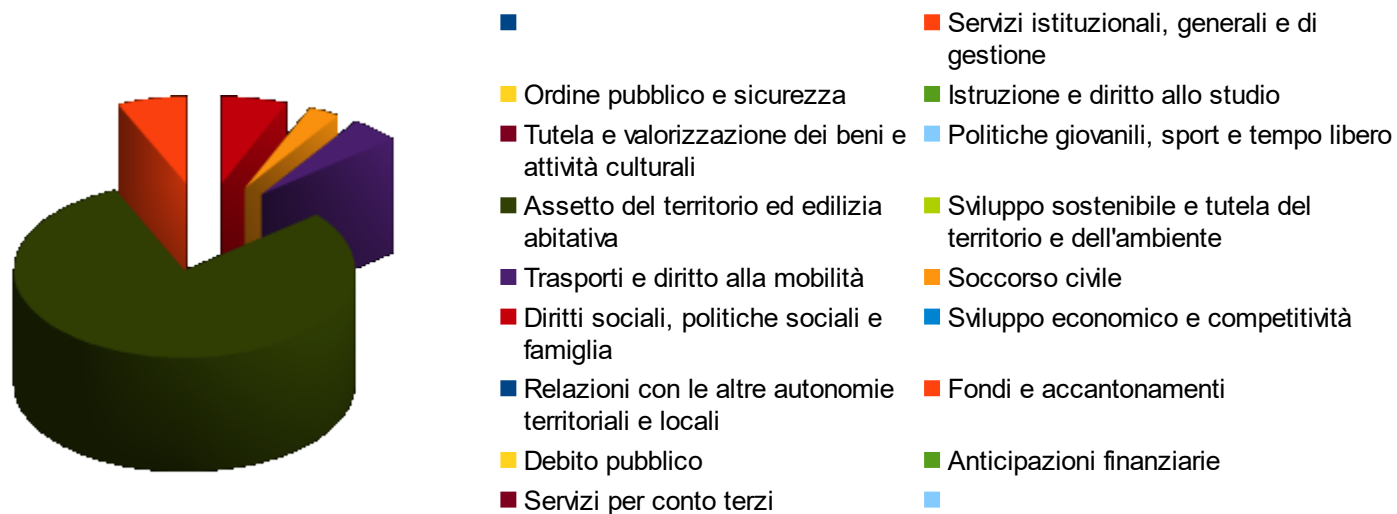 Servizi istituzionali, generali e di
gestione
Ordine pubblico e sicurezza
Istruzione e diritto allo studio
Tutela e valorizzazione dei beni e
attività culturali
Politiche giovanili, sport e tempo libero
Assetto del territorio ed edilizia
abitativa
Sviluppo sostenibile e tutela del
territorio e dell'ambiente
Trasporti e diritto alla mobilità
Soccorso civile
Diritti sociali, politiche sociali e
famiglia
Sviluppo economico e competitività
Relazioni con le altre autonomie
territoriali e locali
Fondi e accantonamenti
Debito pubblico
Anticipazioni finanziarie
Servizi per conto terzi